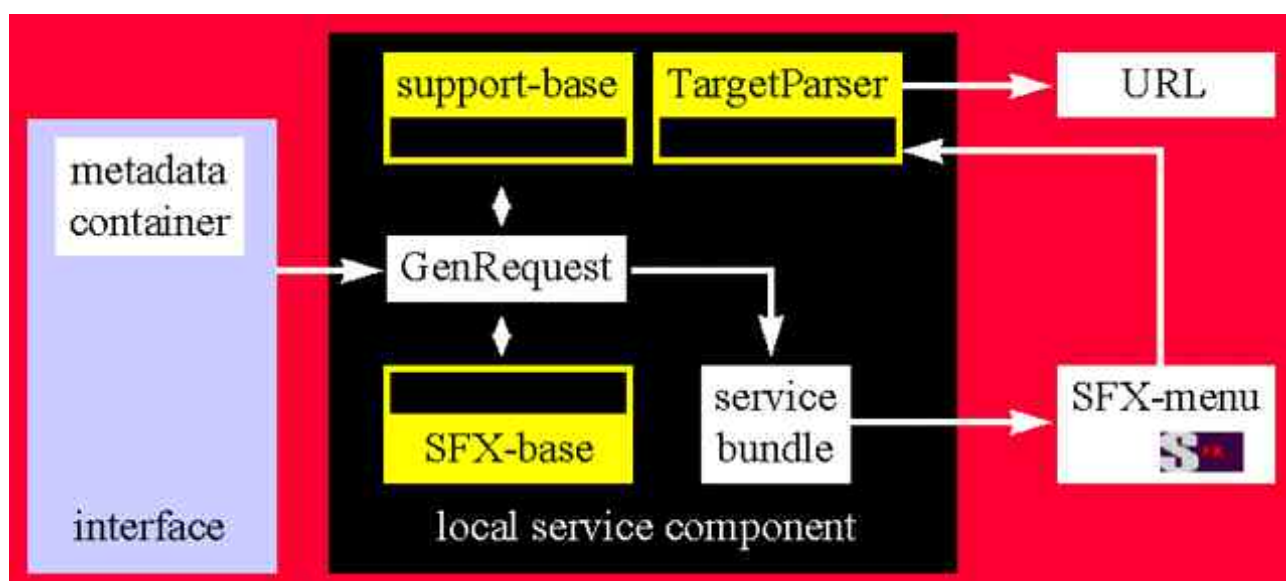 support-base
TargetParser
URL
metadata
container
GenRequest
service
bundle
SFX-menu
SFX-base
interface
local service component